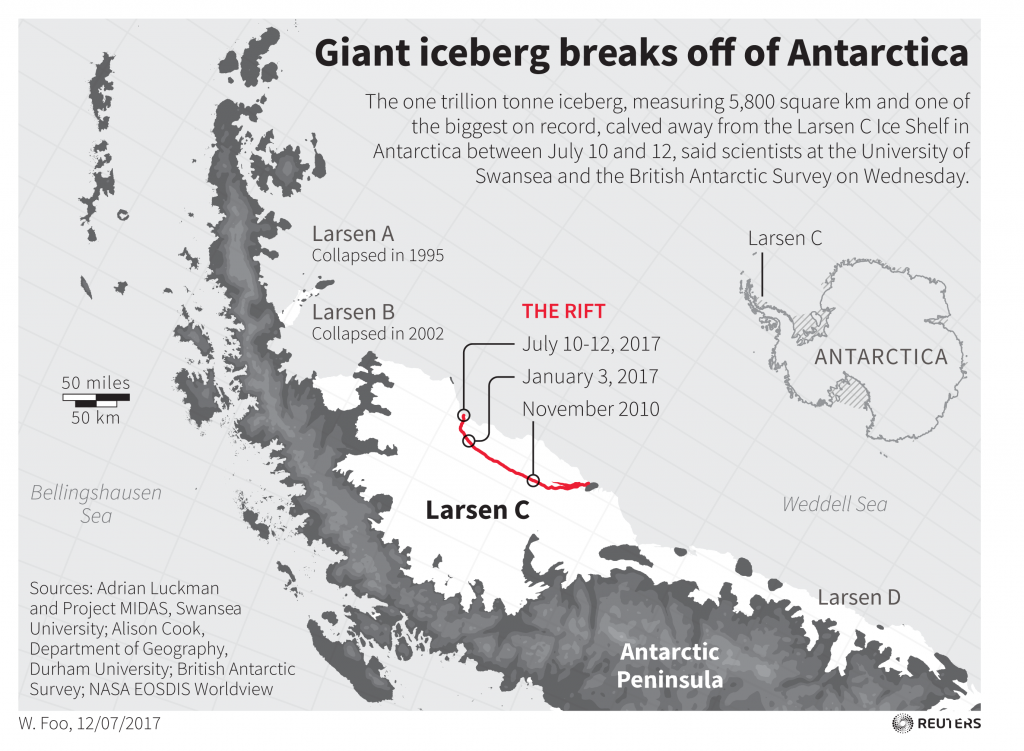 Giant iceberg breaks off of Antarctica
The one trillion tonne iceberg, measuring 5,800 square km and one of
the biggest on record, calved away from the Larsen C Ice Shelf in
Antarctica between July 10 and 12, said scientists at the University of
Swansea and the British Antarctic Survey on Wednesday.
Larsen A
Collapsed in 1995
Larsen B
Collapsed in 2002
THE RIFT
July 10-12, 2017
January 3, 2017
November 2010
Larsen C
ANTARCTICA
50 miles
50 km
Bellingshausen
Sea
Larsen C
Weddell Sea
Larsen D
Antarctic
Peninsula
Sources: Adrian Luckman
and Project MIDAS, Swansea
University; Alison Cook,
Department of Geography,
Durham University; British Antarctic
Survey; NASA EOSDIS Worldview
W. Foo, 12/07/2017
REUTERS